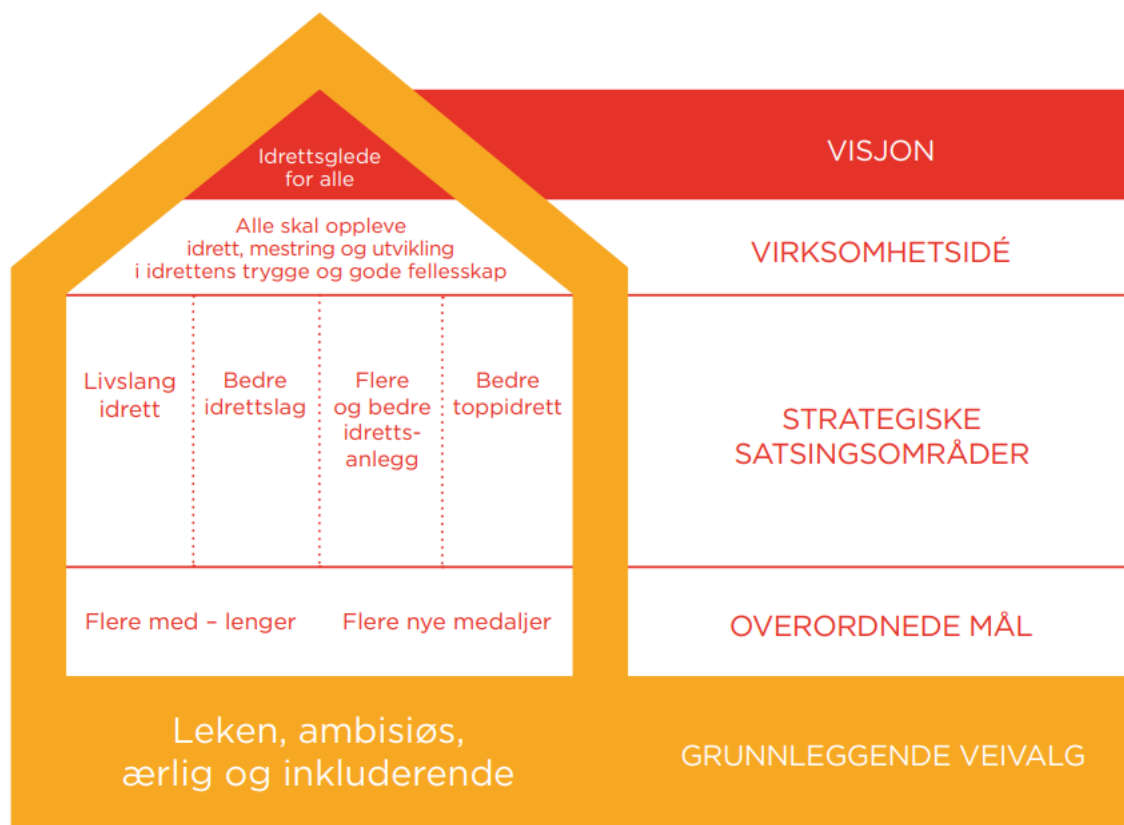 Idrettsglede
for alle
VISJON
Alle skal oppleve
idrett, mestring og utvikling
i idrettens trygge og gode fellesskap
VIRKSOMHETSIDÉ
Livslang
idrett
Bedre
idrettslag
Flere
og bedre
idretts-
anlegg
Bedre
toppidrett
STRATEGISKE
SATSINGSOMRÅDER
Flere med – lenger
Flere nye medaljer
OVERORDNEDE MÅL
Leken, ambisiøs,
ærlig og inkluderende
GRUNNLEGGENDE VEIVALG